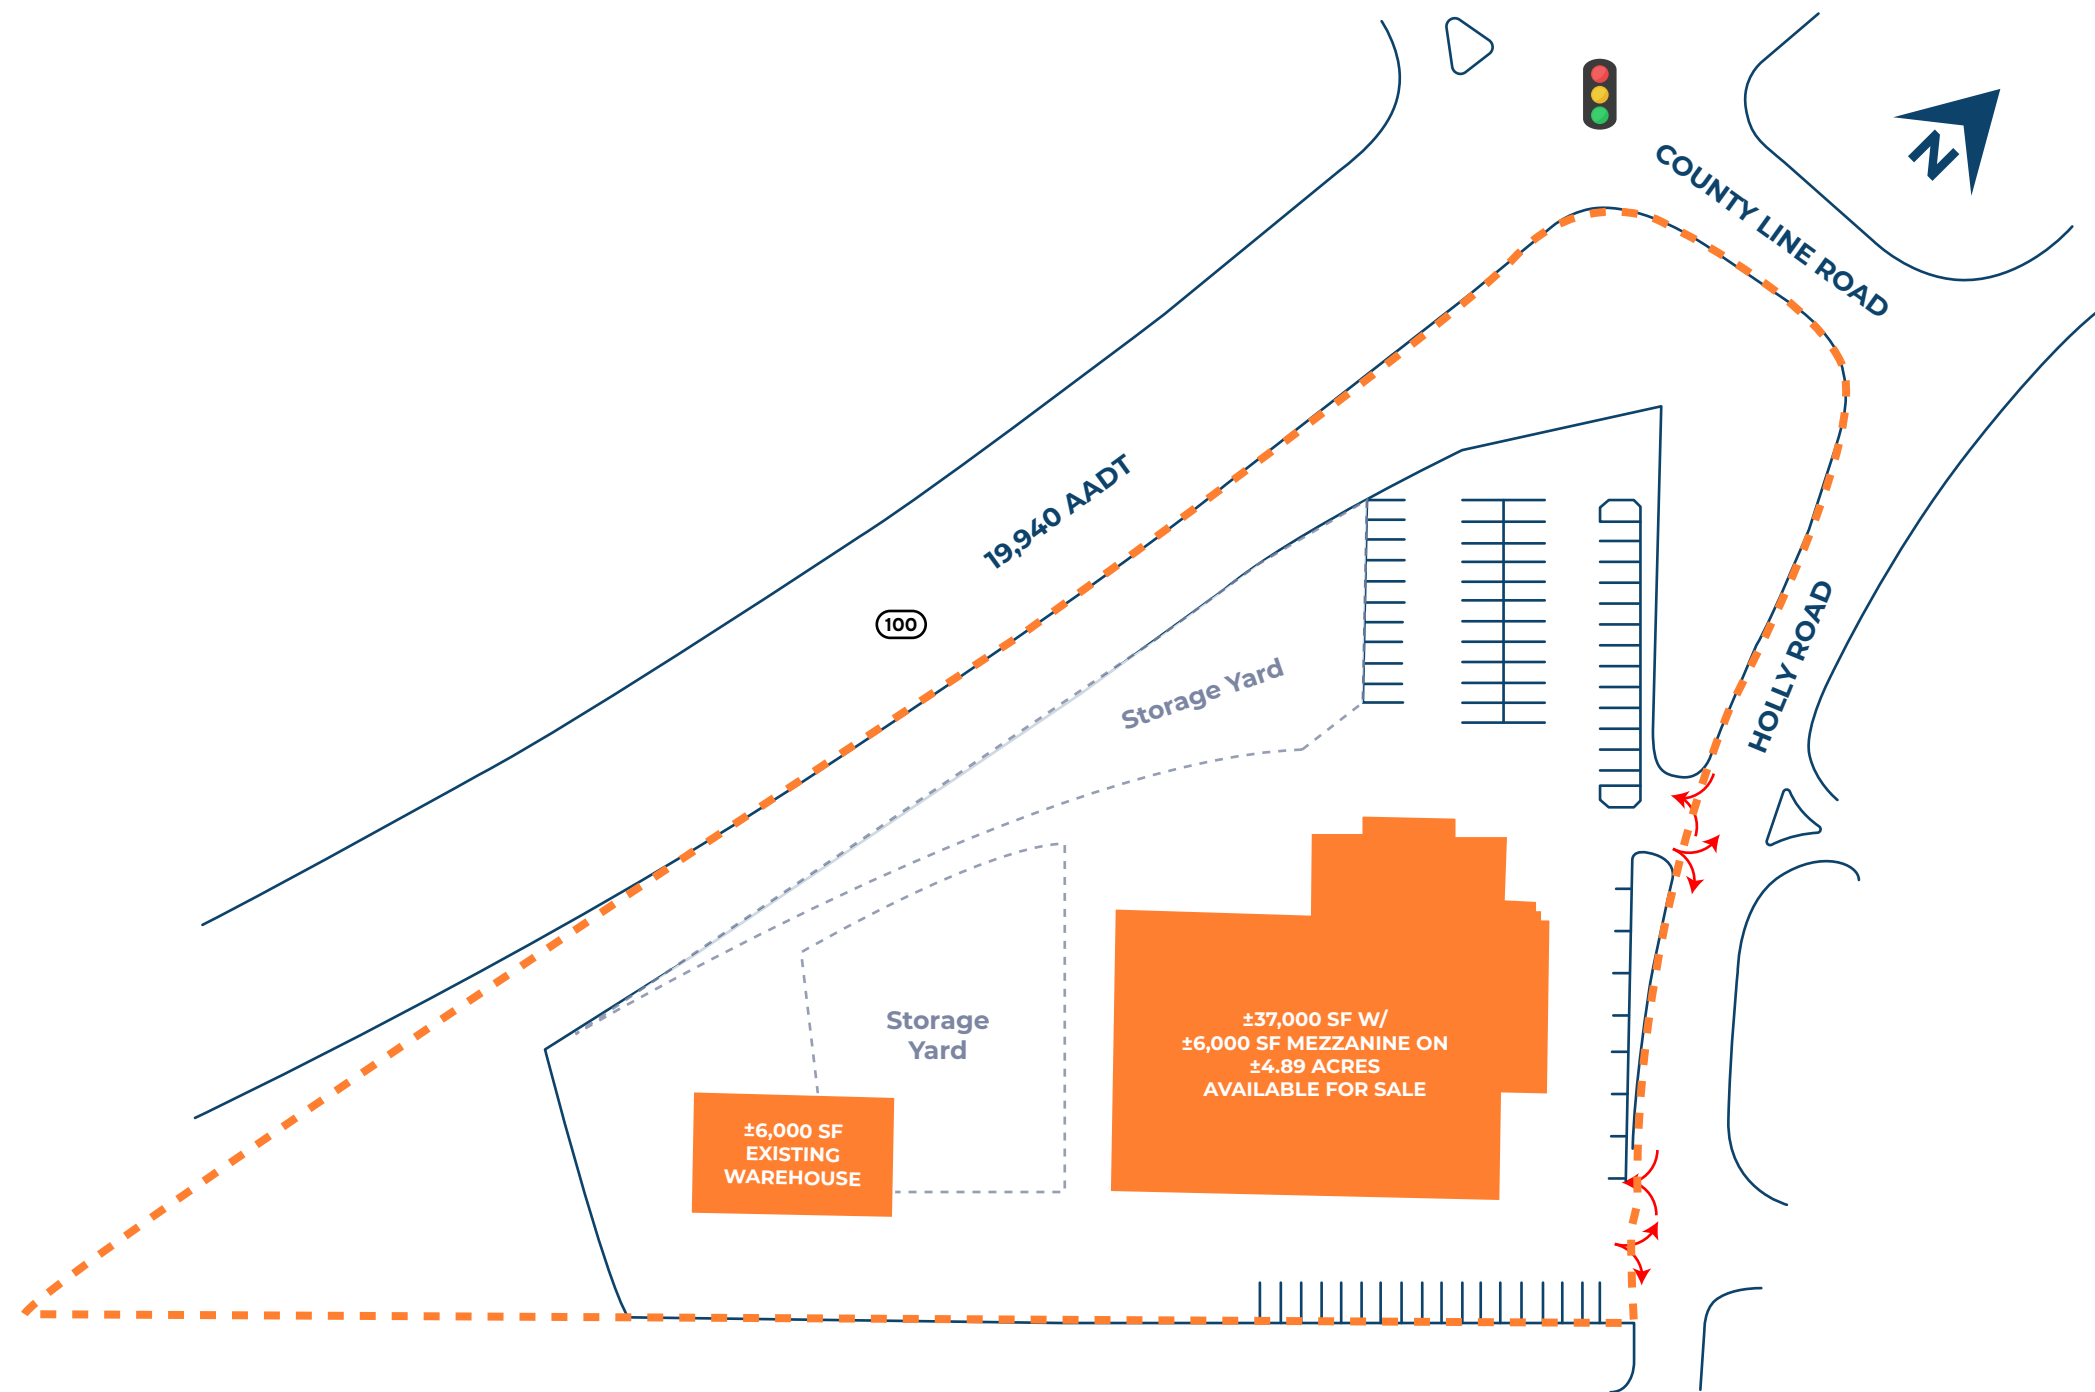 N
COUNTY LINE ROAD
19,940 AADT
100
HOLLY ROAD
Storage Yard
Storage
Yard
±37,000 SF W/
±6,000 SF MEZZANINE ON
±4.89 ACRES
AVAILABLE FOR SALE
±6,000 SF
EXISTING
WAREHOUSE